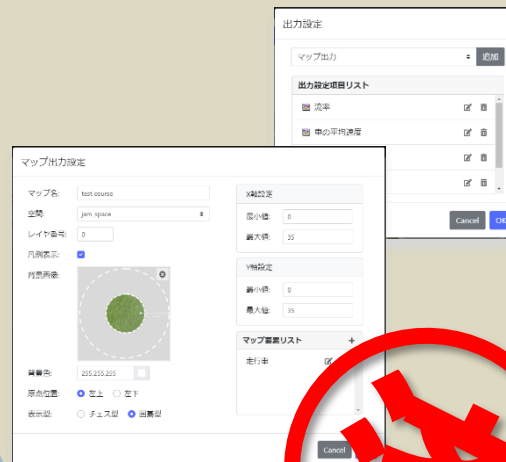 出力設定
マップ出力
追加
出力設定項目リスト
流率
車の平均速度
Cancel
OK
マップ出力設定
マップ名:
test course
空間:
jam_space
レイヤ番号:
0
凡例表示:
背景画像:
背景色:
255,255,255
原点位置:
左上
左下
表示型:
チェス型
囲碁型
X軸設定
最小値:
0
最大値:
35
Y軸設定
最小値:
0
最大値:
35
マップ要素リスト
+
走行車
Cancel